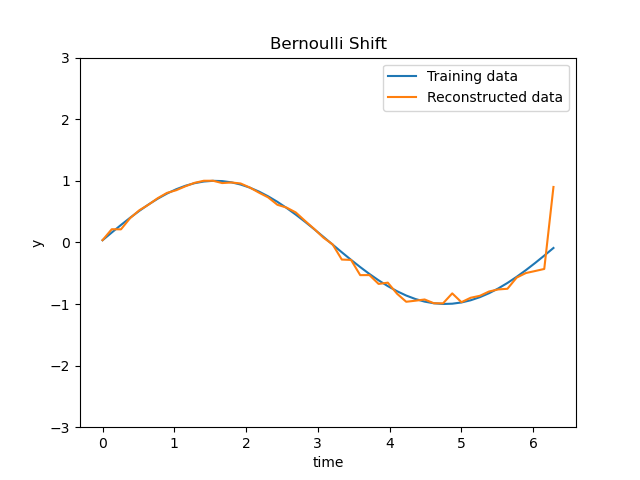 Bernoulli Shift
Training data
Reconstructed data
3
2
1
0
−1
−2
−3
y
0 1 2 3 4 5 6
time